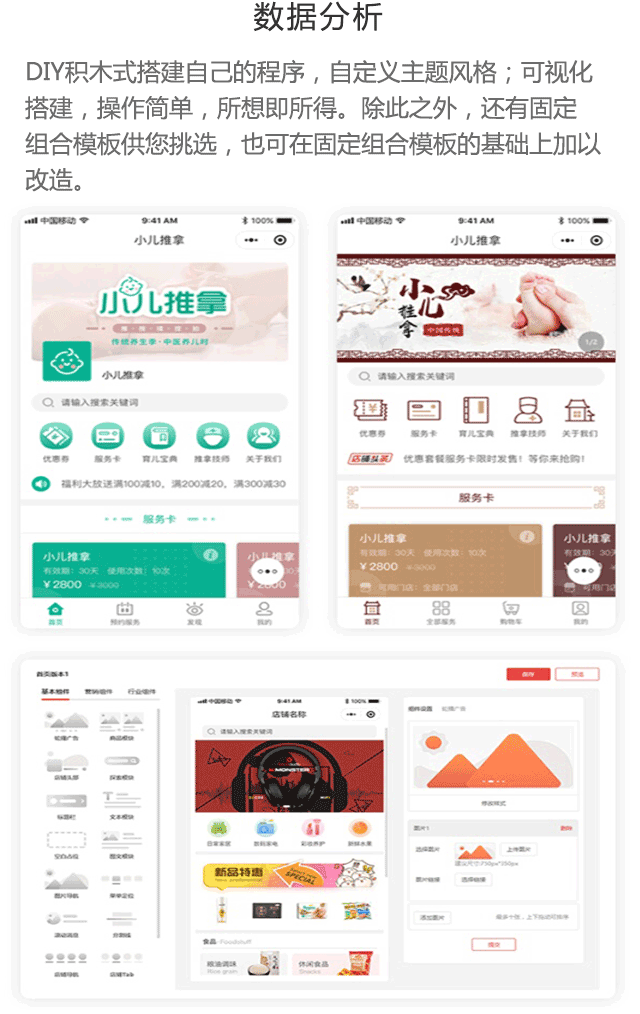 数据分析
DIY积木式搭建自己的程序，自定义主题风格；可视化
搭建，操作简单，所想即所得。除此之外，还有固定
组合模板供您挑选，也可在固定组合模板的基础上加以
改造。
中国移动 9:41 AM 100%
小儿推拿
小儿推拿
传统养生季·中医养儿时
小儿推拿
请输入搜索关键词
优惠券 服务卡 育儿宝典 推拿技师 关于我们
福利大放送满100减10，满200减20，满300减30
服务卡
小儿推拿 小儿推拿
有效期：30天 使用次数：10次 有效期：30天
¥2800 ¥3000 ¥2800
首页 预约服务 发现 我的
中国移动 9:41 AM 100%
小儿推拿
小儿推拿
中国传统
1/2
请输入搜索关键词
优惠券 服务卡 育儿宝典 推拿技师 关于我们
店铺头条 优惠套餐服务卡限时发售！等你来抢购！
服务卡
小儿推拿 小儿推拿
有效期：30天 使用次数：10次 有效期：30天
¥2800 ¥3000 ¥2800
可用门店：全部门店
首页 全部服务 购物车 我的
首页版本1 保存 预览
基本组件 营销组件 行业组件
轮播广告 商品模块
店铺头部 搜索模块
标题栏 文本模块
空白占位 图文模块
图片导航 菜单定位
滚动消息 分割线
店铺导航 店铺Tab
中国移动 9:41 AM 100%
店铺名称
请输入搜索关键词
MONSTER
日常家居 数码家电 彩妆养护 新鲜水果
新品特惠 SPECIAL OFFER
食品 Foodstuff
粮油调味 休闲食品
Rice grain Snacks
组件设置 轮播广告
修改样式
图片1 删除
选择图片 上传图片
建议尺寸750px*350px
图片链接 选择链接
添加图片 最多十张，上下拖动可排序
提交